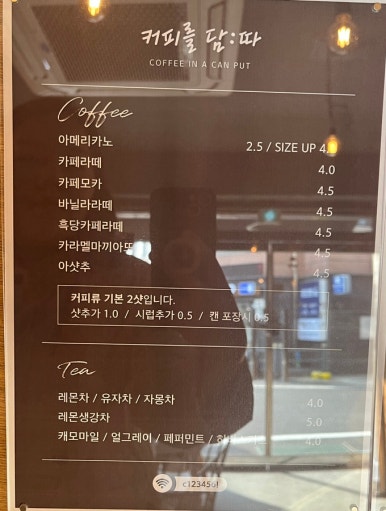 커피를 담:따
COFFEE IN A CAN PUT
Coffee
아메리카노 2.5 / SIZE UP 4.
카페라떼 4.0
카페모카 4.5
바닐라라떼 4.5
흑당카페라떼 4.5
카라멜마끼아또 4.5
아샷추 4.5
커피류 기본 2샷입니다.
샷추가 1.0 / 시럽추가 0.5 / 캔 포장시 0.5
Tea
레몬차 / 유자차 / 자몽차 4.0
레몬생강차 5.0
캐모마일 / 얼그레이 / 페퍼민트 / 4.0
c12345o!